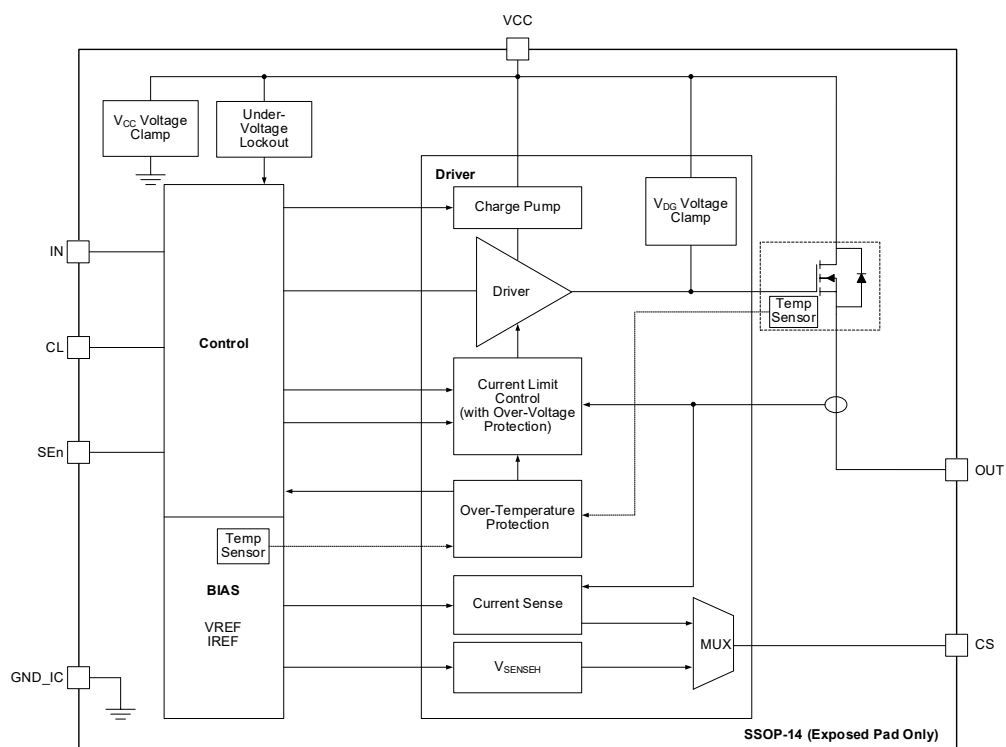 VCC
VCC Voltage
Clamp
Under-
Voltage
Lockout
Driver
Charge Pump
VDG Voltage
Clamp
IN
Driver
Temp
Sensor
Control
CL
Current Limit
Control
(with Over-Voltage
Protection)
SEn
OUT
Over-Temperature
Protection
Temp
Sensor
BIAS
VREF
IREF
Current Sense
MUX
CS
VSENSEH
GND_IC
SSOP-14 (Exposed Pad Only)